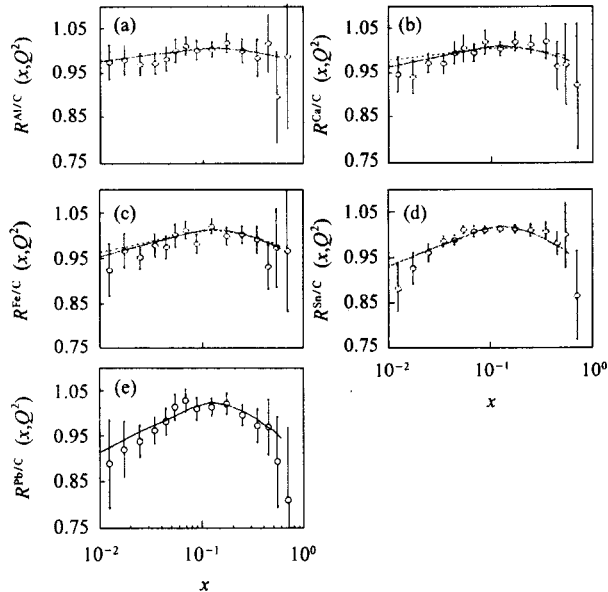 (a)
1.05
0.95
0.85
0.75
R^{Al/C} (x,Q^2)
(b)
1.05
0.95
0.85
0.75
R^{Ca/C} (x,Q^2)
(c)
1.05
0.95
0.85
0.75
R^{Fe/C} (x,Q^2)
(d)
1.05
0.95
0.85
0.75
R^{Sn/C} (x,Q^2)
10^{-2} 10^{-1} 10^0
x
(e)
1.05
0.95
0.85
0.75
R^{Pb/C} (x,Q^2)
10^{-2} 10^{-1} 10^0
x